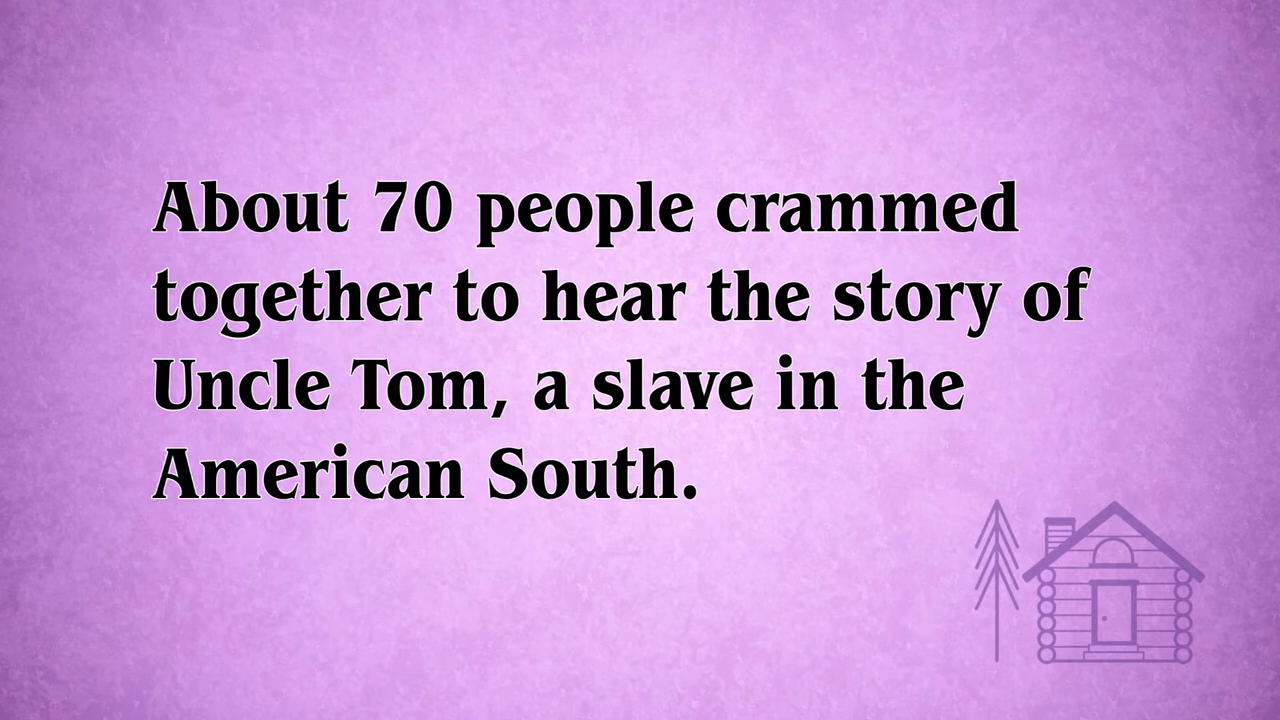 About 70 people crammed
together to hear the story of
Uncle Tom, a slave in the
American South.